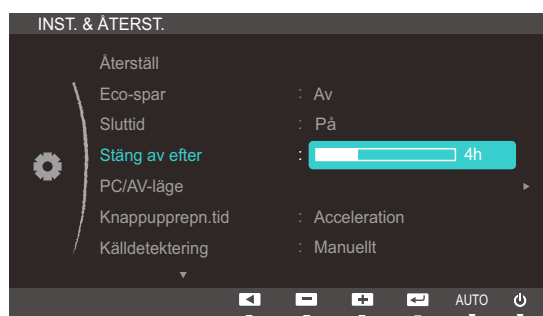 INST. & ÅTERST.
Återställ
Eco-spar : Av
Sluttid : På
Stäng av efter : 4h
PC/AV-läge
Knappupprepn.tid : Acceleration
Källdetektering : Manuellt
AUTO